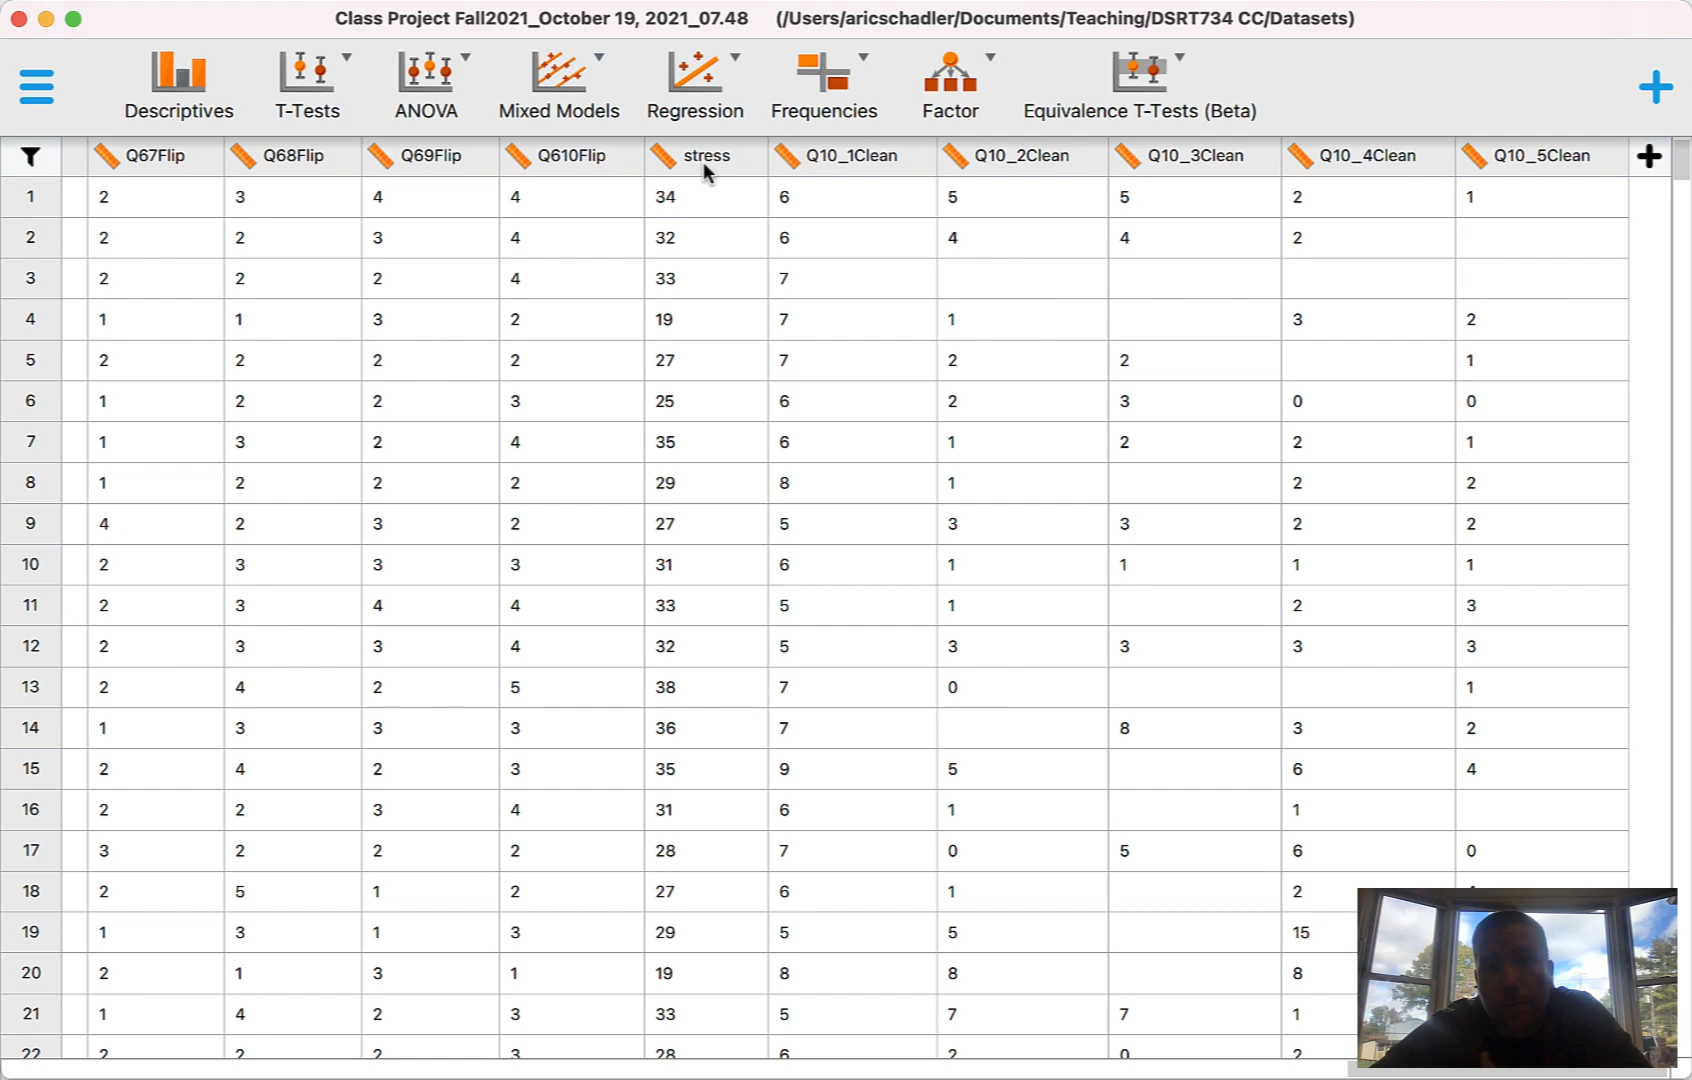 Class Project Fall2021_October 19, 2021_07.48 (/Users/aricschadler/Documents/Teaching/DSRT734 CC/Datasets)
Descriptives T-Tests ANOVA Mixed Models Regression Frequencies Factor Equivalence T-Tests (Beta)
Q67Flip Q68Flip Q69Flip Q610Flip stress Q10_1Clean Q10_2Clean Q10_3Clean Q10_4Clean Q10_5Clean
1 2 3 4 4 34 6 5 5 2 1
2 2 2 3 4 32 6 4 4 2
3 2 2 2 4 33 7
4 1 1 3 2 19 7 1 3 2
5 2 2 2 2 27 7 2 2 1
6 1 2 2 3 25 6 2 3 0 0
7 1 3 2 4 35 6 1 2 2 1
8 1 2 2 2 29 8 1 2 2
9 4 2 3 2 27 5 3 3 2 2
10 2 3 3 3 31 6 1 1 1 1
11 2 3 4 4 33 5 1 2 3
12 2 3 3 4 32 5 3 3 3 3
13 2 4 2 5 38 7 0 1
14 1 3 3 3 36 7 8 3 2
15 2 4 2 3 35 9 5 6 4
16 2 2 3 4 31 6 1 1
17 3 2 2 2 28 7 0 5 6 0
18 2 5 1 2 27 6 1 2
19 1 3 1 3 29 5 5 15
20 2 1 3 1 19 8 8 8
21 1 4 2 3 33 5 7 7 1
22 2 2 2 3 28 6 2 0 2